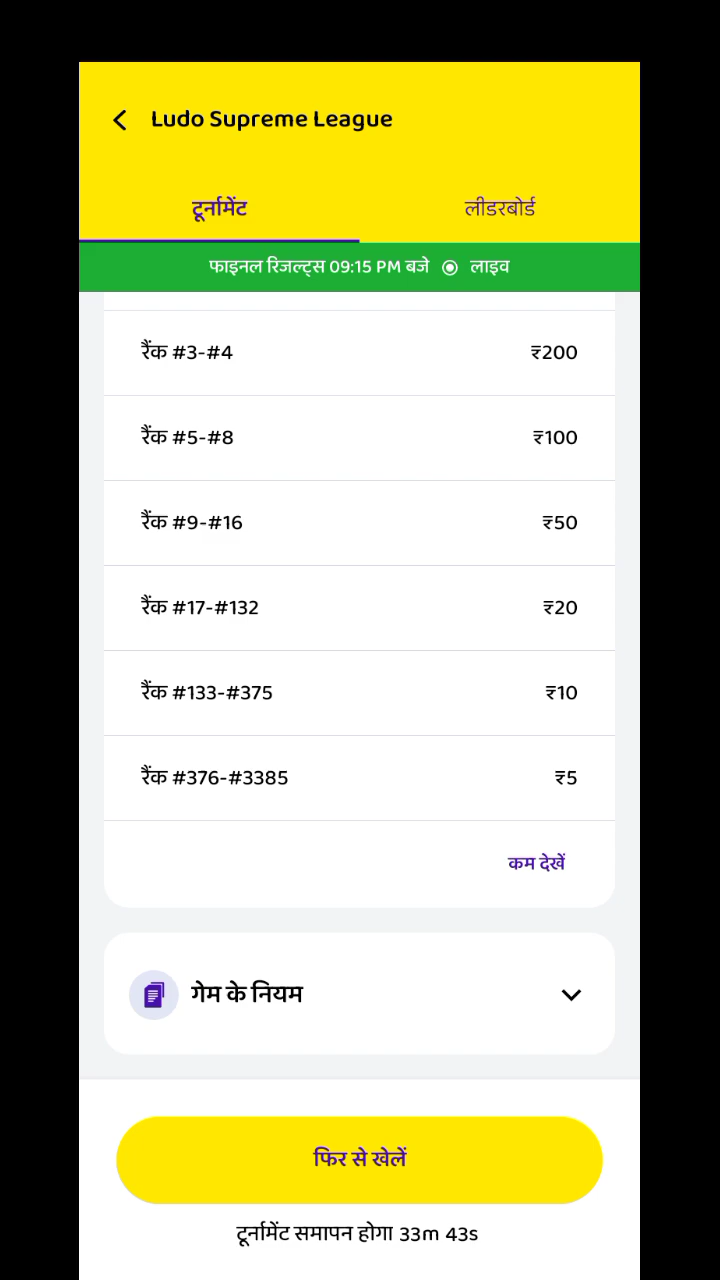 Ludo Supreme League
टूर्नामेंट लीडरबोर्ड
फाइनल रिजल्ट्स 09:15 PM बजे लाइव
रैंक #3-#4 ₹200
रैंक #5-#8 ₹100
रैंक #9-#16 ₹50
रैंक #17-#132 ₹20
रैंक #133-#375 ₹10
रैंक #376-#3385 ₹5
कम देखें
गेम के नियम
फिर से खेलें
टूर्नामेंट समापन होगा 33m 43s